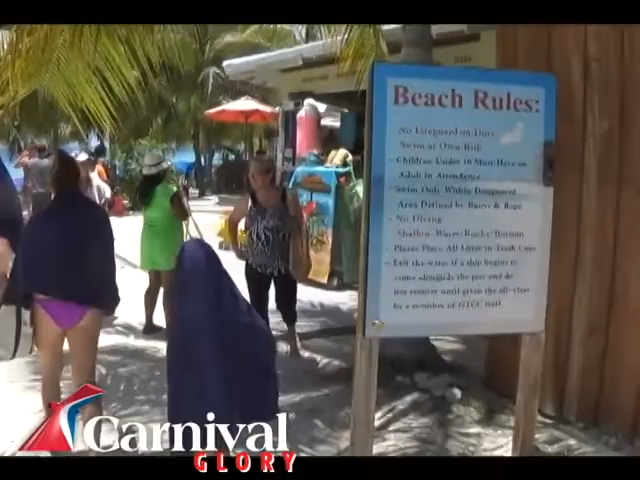 Beach Rules:
No Lifeguard on Duty
Swim at Own Risk
- Children Under 16 Must Have an
Adult in Attendance
- Swim Only Within Designated
Area Defined by Buoys & Rope
- No Diving
Shallow Water/Rocky Bottom
- Please Place All Litter in Trash Cans
- Exit the water if a ship begins to
come alongside the pier and do
not reenter until given the all-clear
by a member of GTCC staff
Carnival®
GLORY